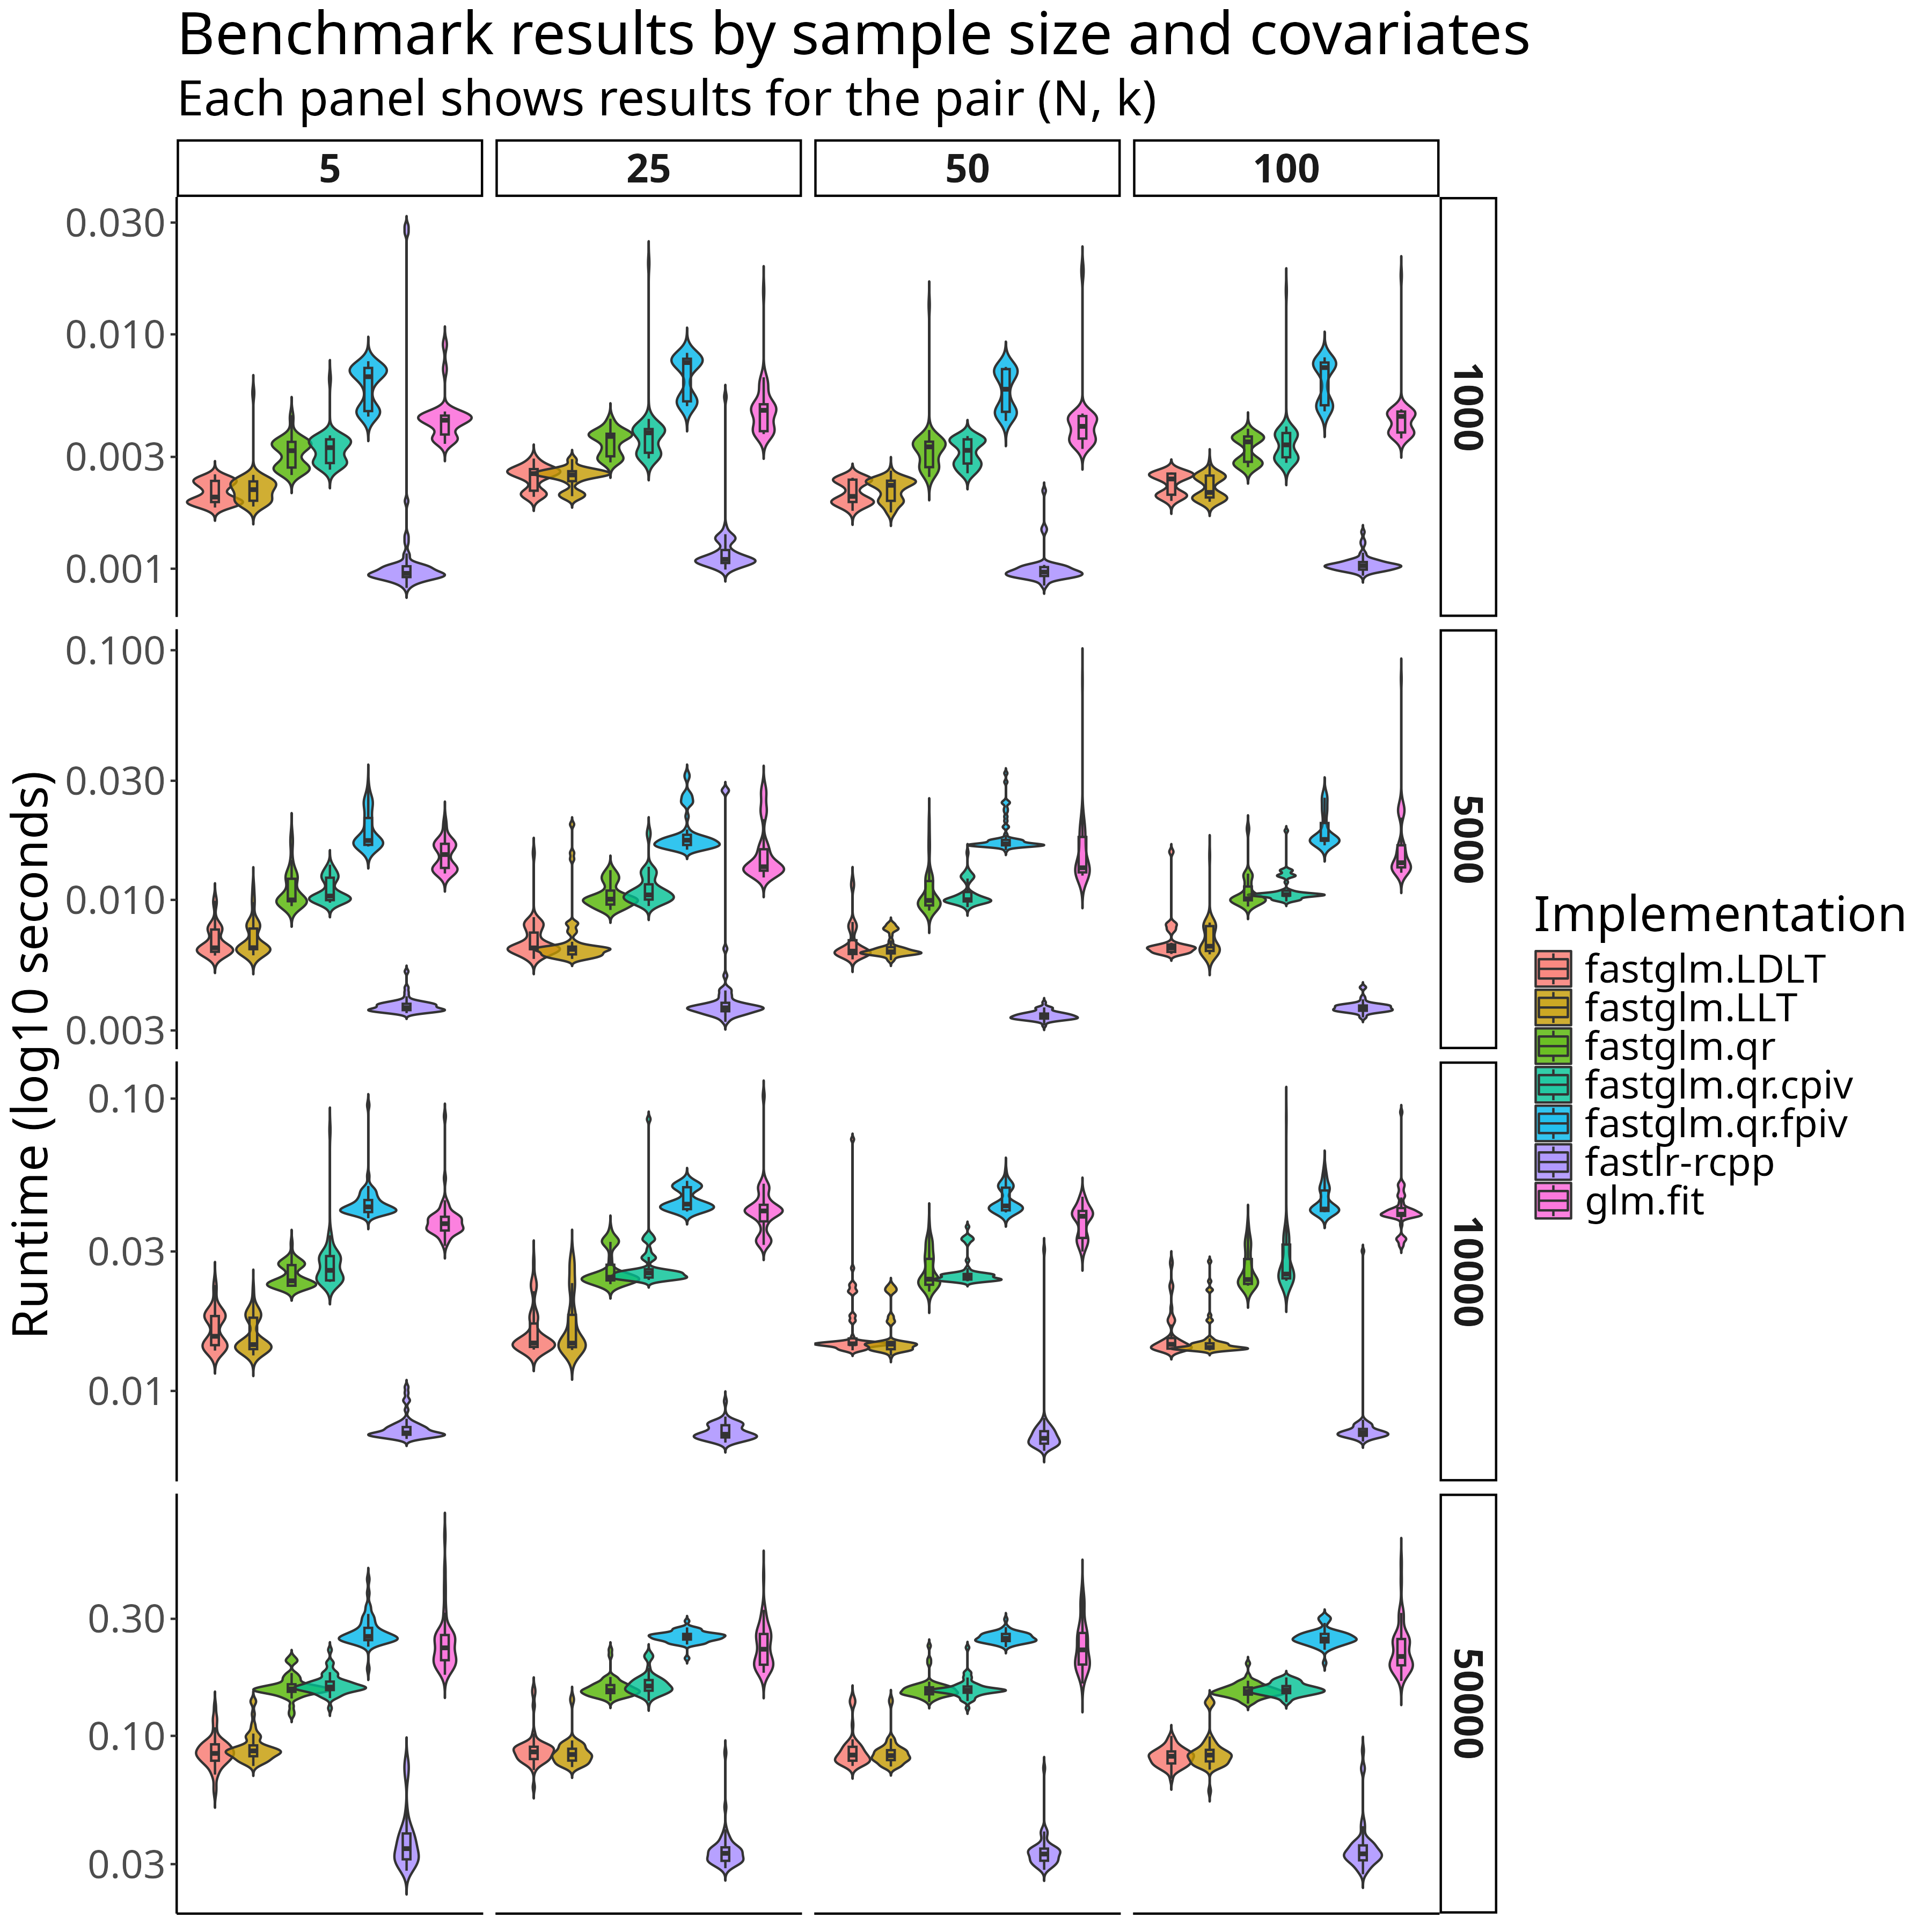 Benchmark results by sample size and covariates
Each panel shows results for the pair (N, k)
5 25 50 100
0.030
0.010
0.003
0.001
1000
0.100
0.030
0.010
0.003
5000
Runtime (log10 seconds)
0.10
0.03
0.01
10000
0.30
0.10
0.03
50000
Implementation
fastglm.LDLT
fastglm.LLT
fastglm.qr
fastglm.qr.cpiv
fastglm.qr.fpiv
fastlr-rcpp
glm.fit